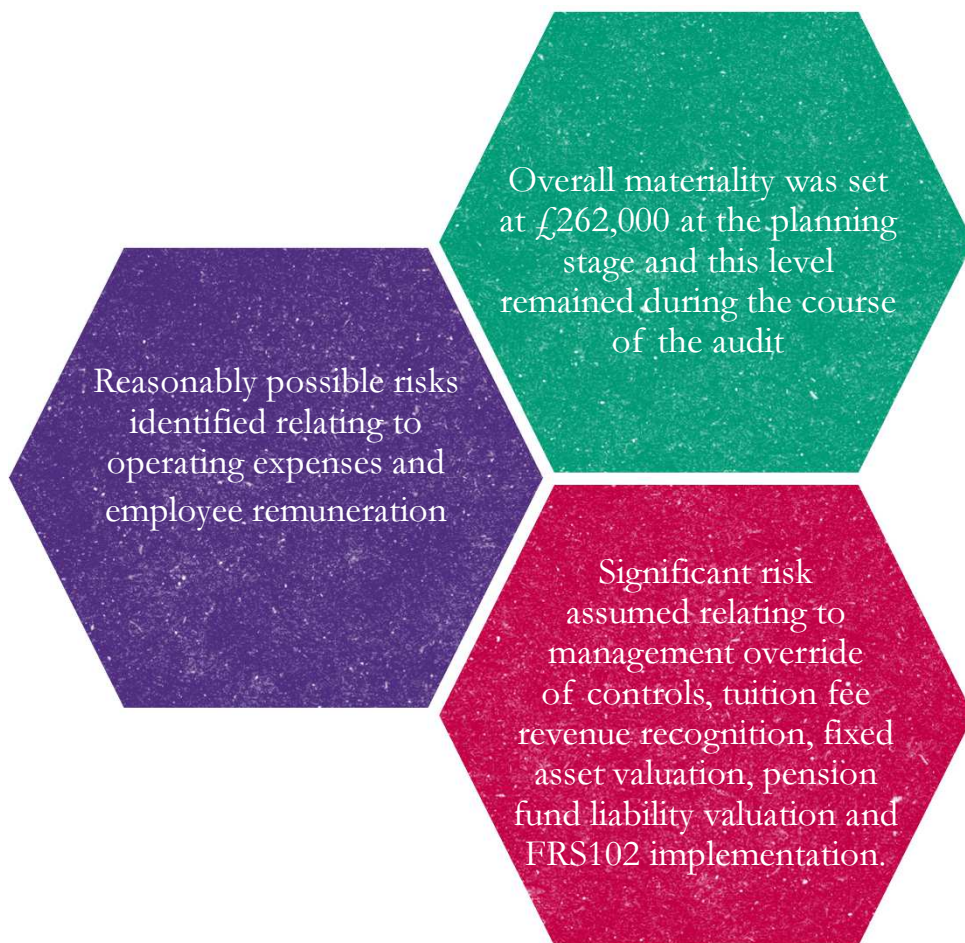 Overall materiality was set
at £262,000 at the planning
stage and this level
remained during the course
of the audit
Reasonably possible risks
identified relating to
operating expenses and
employee remuneration
Significant risk
assumed relating to
management override
of controls, tuition fee
revenue recognition, fixed
asset valuation, pension
fund liability valuation and
FRS102 implementation.